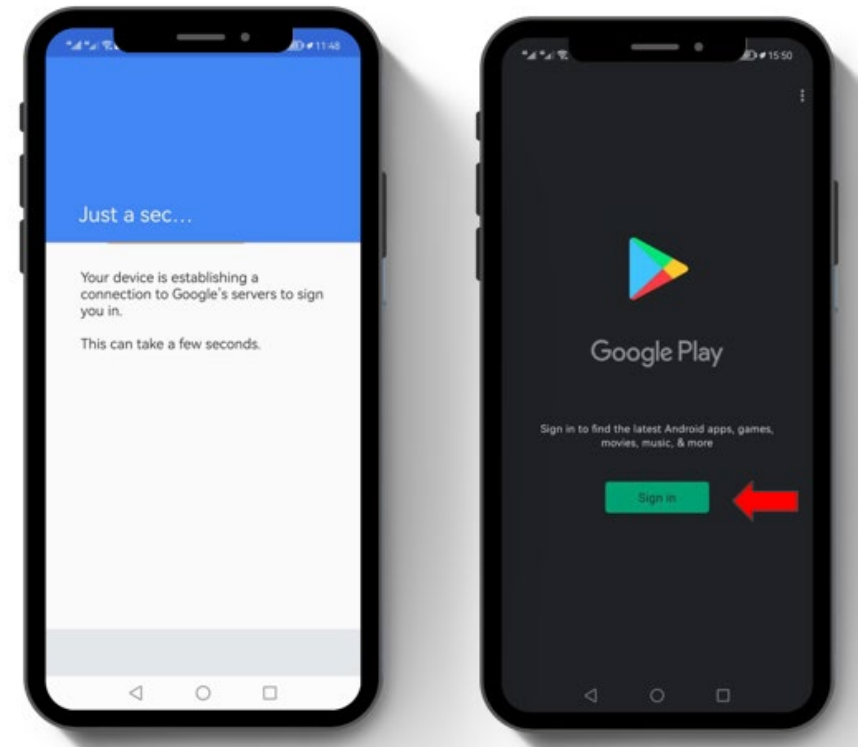 11:48
Just a sec...
Your device is establishing a
connection to Google's servers to sign
you in.
This can take a few seconds.
15:50
Google Play
Sign in to find the latest Android apps, games,
movies, music, & more
Sign in